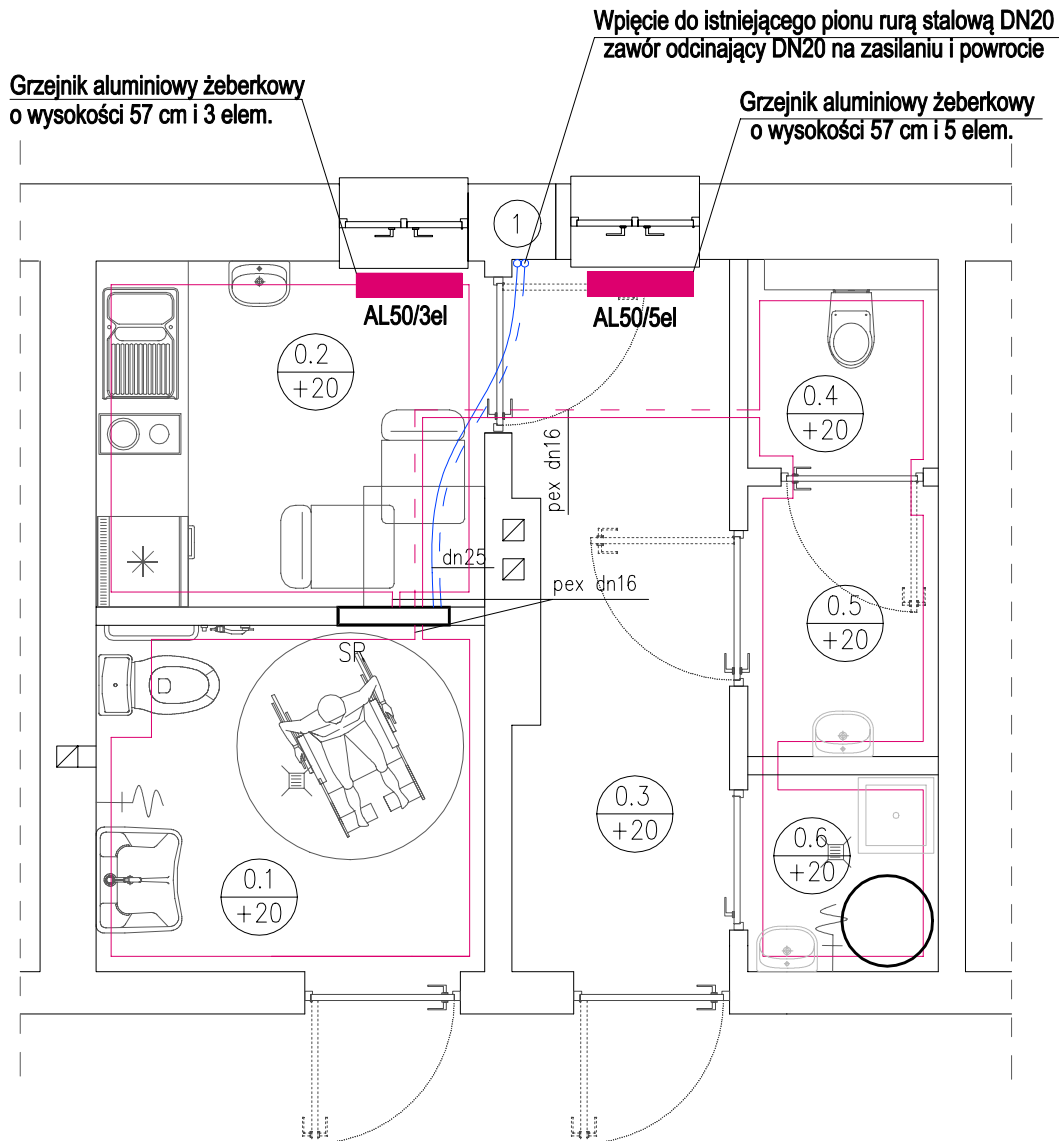 Wpięcie do istniejącego pionu rurą stalową DN20
zawór odcinający DN20 na zasilaniu i powrocie
Grzejnik aluminiowy żeberkowy
o wysokości 57 cm i 3 elem.
Grzejnik aluminiowy żeberkowy
o wysokości 57 cm i 5 elem.
1
AL50/3el
AL50/5el
0.2
+20
0.4
+20
pex dn16
dn25
pex dn16
0.5
+20
SP
0.3
+20
0.6
+20
0.1
+20